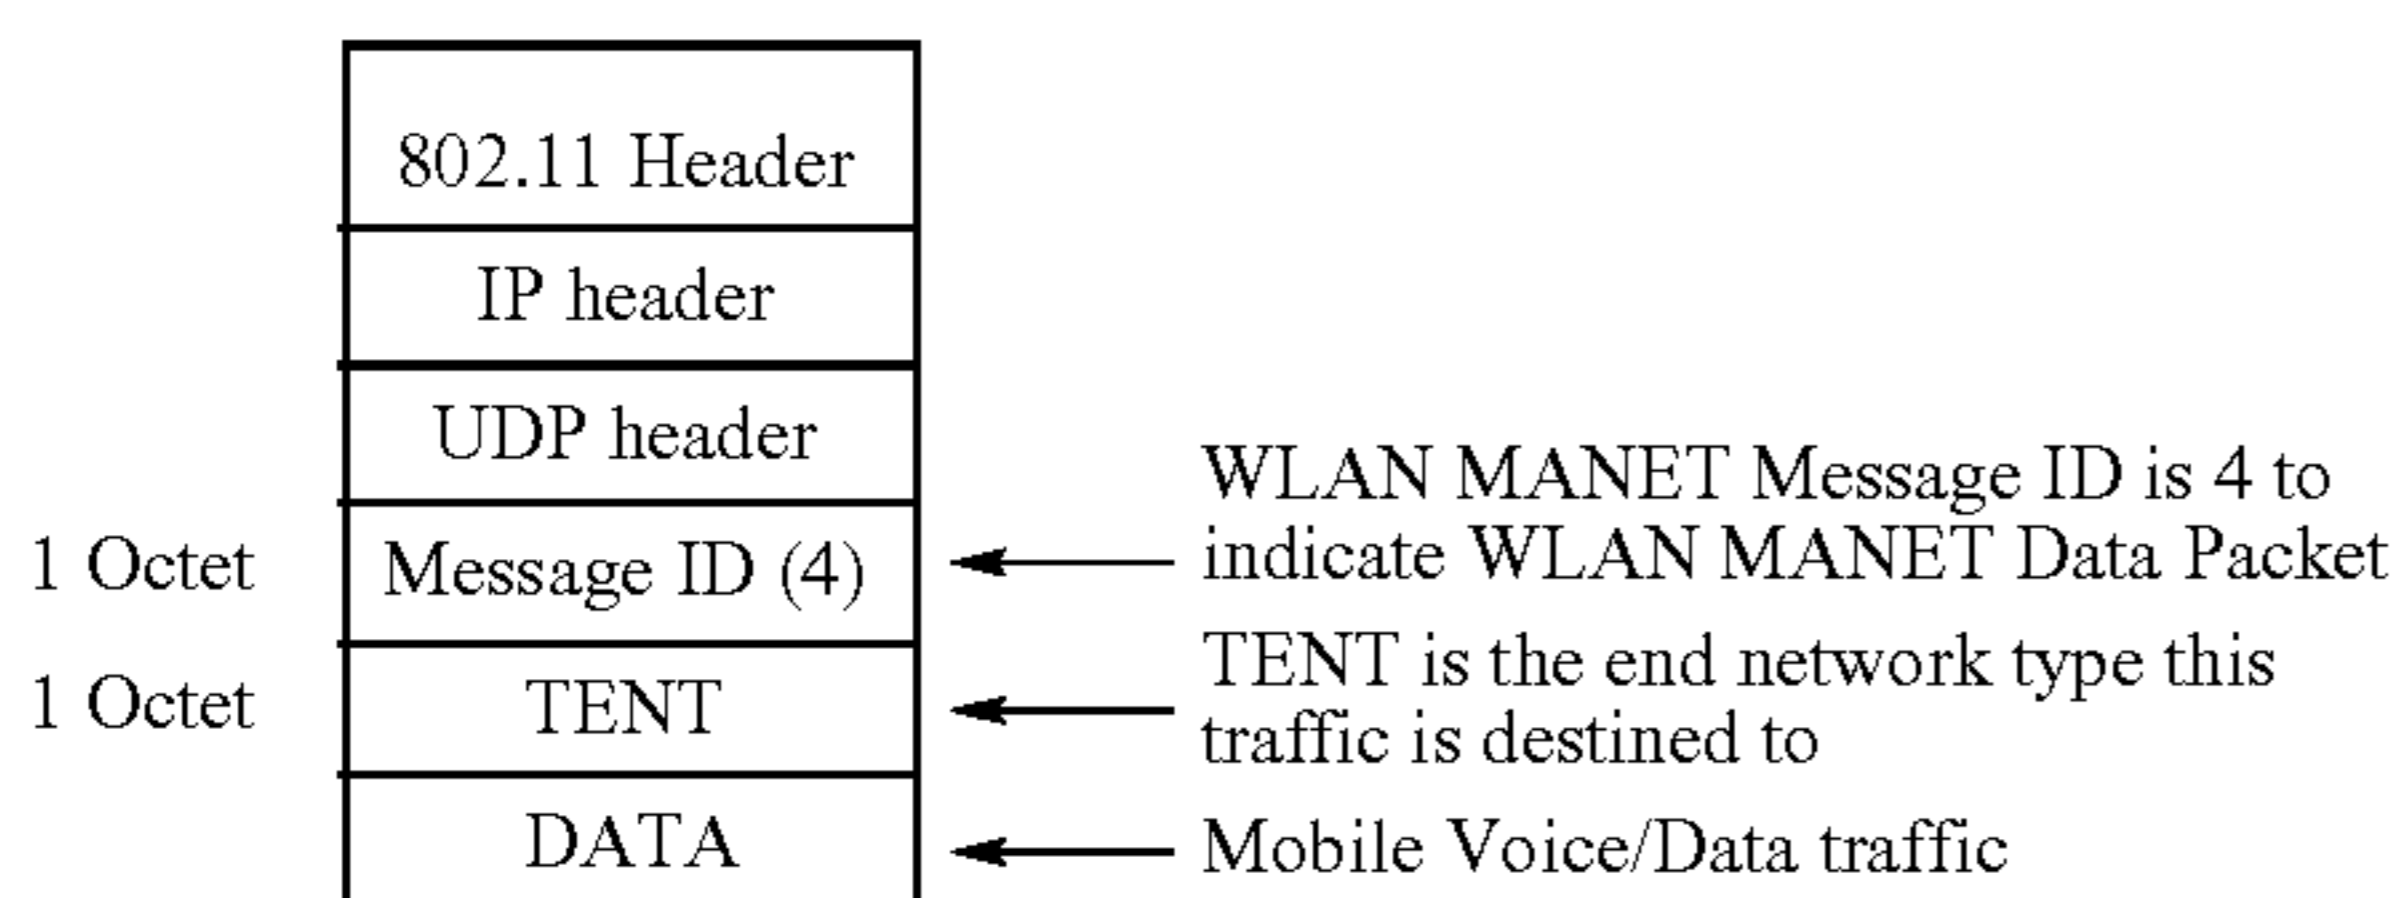 802.11 Header
IP header
UDP header
1 Octet
Message ID (4)
WLAN MANET Message ID is 4 to
indicate WLAN MANET Data Packet
1 Octet
TENT
TENT is the end network type this
traffic is destined to
DATA
Mobile Voice/Data traffic